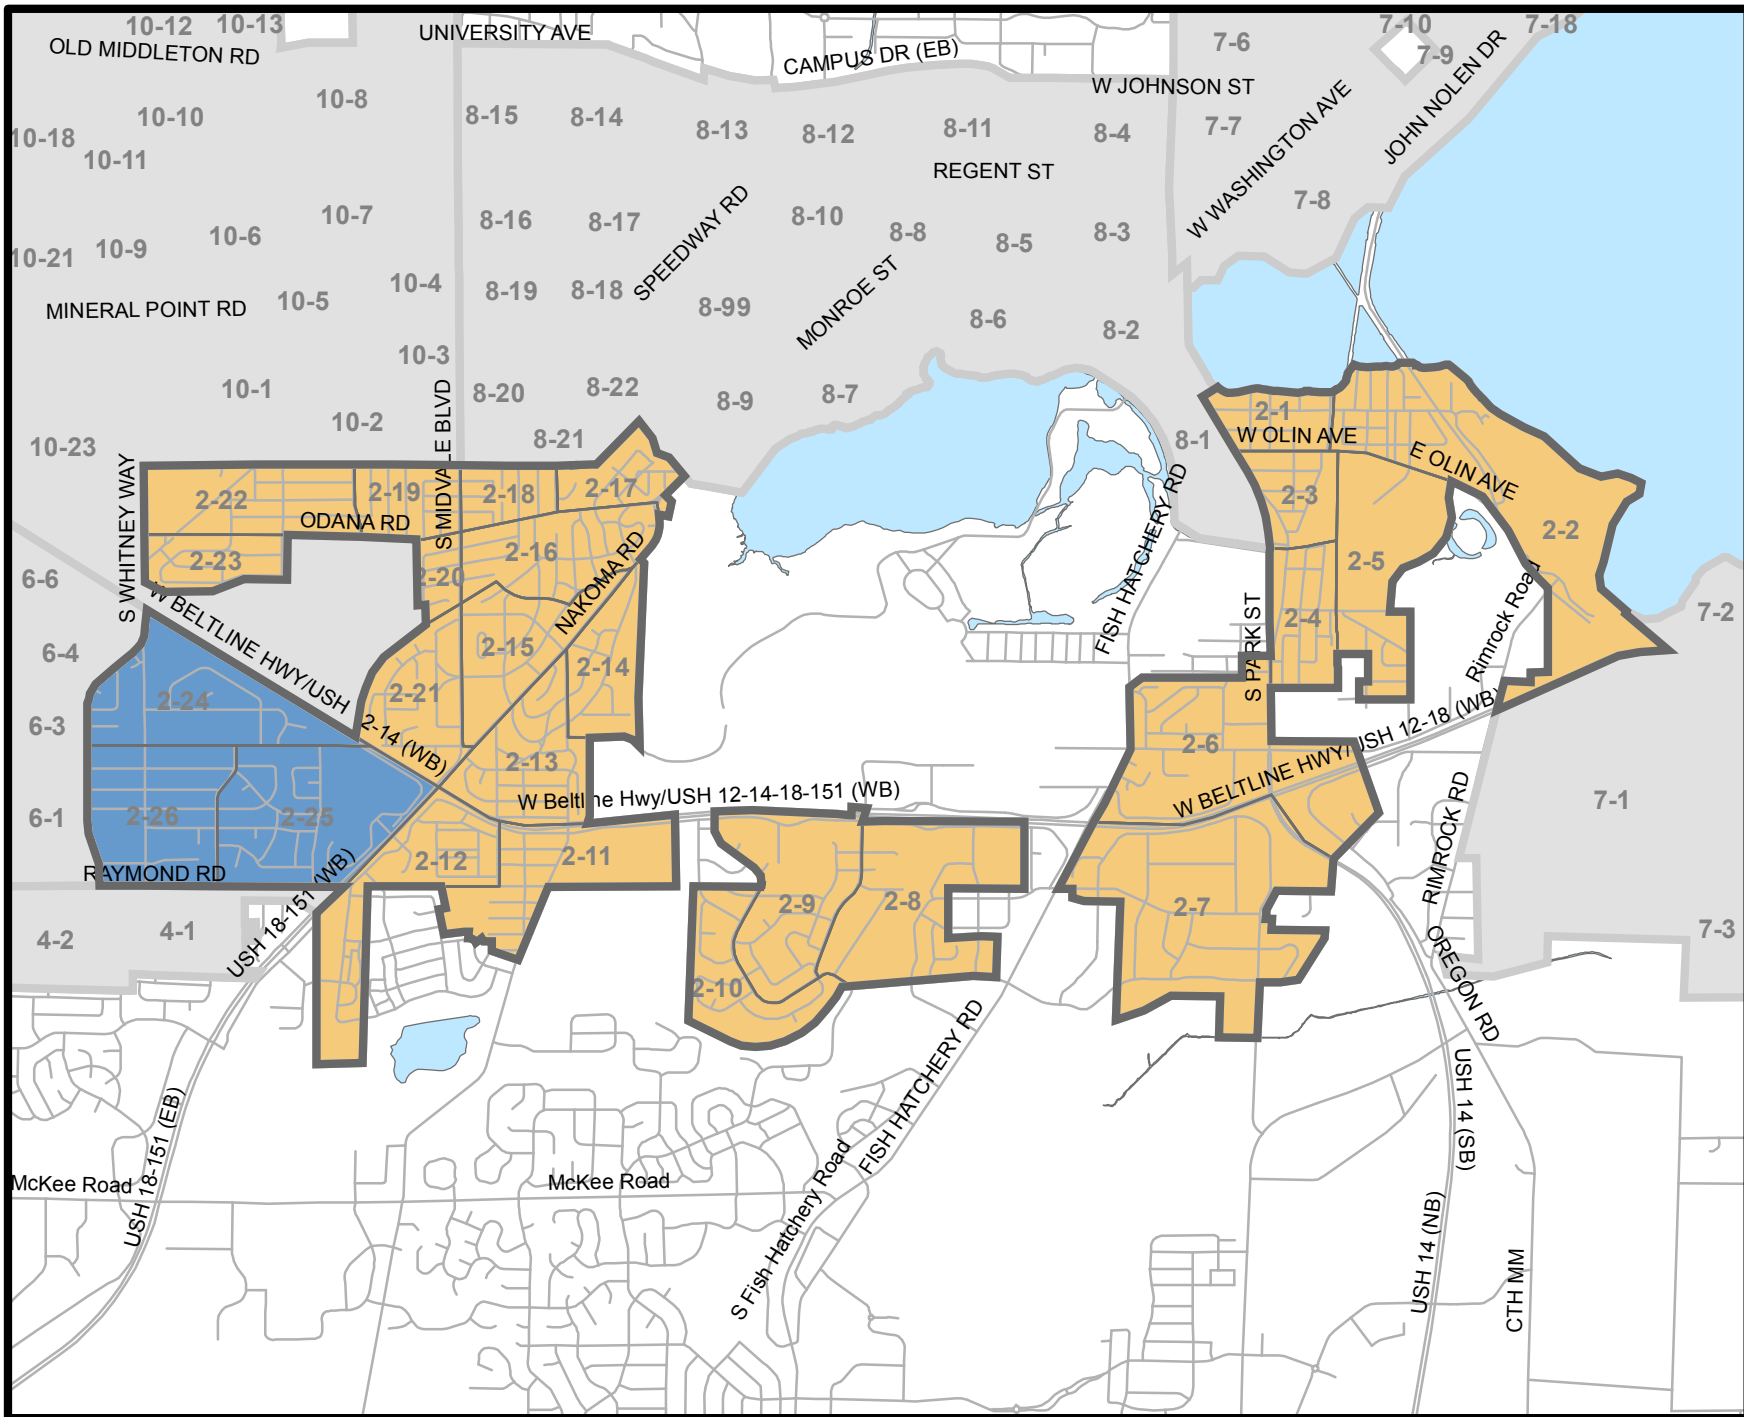 10-12
10-13
UNIVERSITY AVE
7-10
7-18
OLD MIDDLETON RD
CAMPUS DR (EB)
7-6
7-9
W JOHNSON ST
JOHN NOLEN DR
10-8
10-10
8-15
8-14
8-13
8-12
8-11
8-4
7-7
W WASHINGTON AVE
10-18
10-11
REGENT ST
7-8
10-7
8-16
8-17
SPEEDWAY RD
8-10
8-8
8-5
8-3
10-6
10-9
10-21
10-4
8-19
8-18
8-99
MONROE ST
8-6
8-2
MINERAL POINT RD
10-5
10-3
10-1
10-2
8-20
8-22
8-9
8-7
8-21
10-23
S MIDVALE BLVD
S WHITNEY WAY
8-1
2-1
W OLIN AVE
E OLIN AVE
2-22
2-19
2-18
2-17
ODANA RD
FISH HATCHERY RD
2-3
2-2
2-23
2-20
2-16
NAKOMA RD
2-5
6-6
W BELTLINE HWY/USH
2-14 (WB)
2-15
2-14
S PARK ST
2-4
Rimrock Road
7-2
6-4
2-24
2-21
6-3
2-13
2-6
W BELTLINE HWY/USH 12-18 (WB)
W Beltline Hwy/USH 12-14-18-151 (WB)
7-1
6-1
2-26
2-25
2-12
2-11
RIMROCK RD
RAYMOND RD
2-9
2-8
2-7
4-2
4-1
USH 18-151 (WB)
7-3
2-10
OREGON RD
FISH HATCHERY RD
USH 18-151 (EB)
USH 14 (SB)
McKee Road
McKee Road
S Fish Hatchery Road
USH 14 (NB)
CTH MM